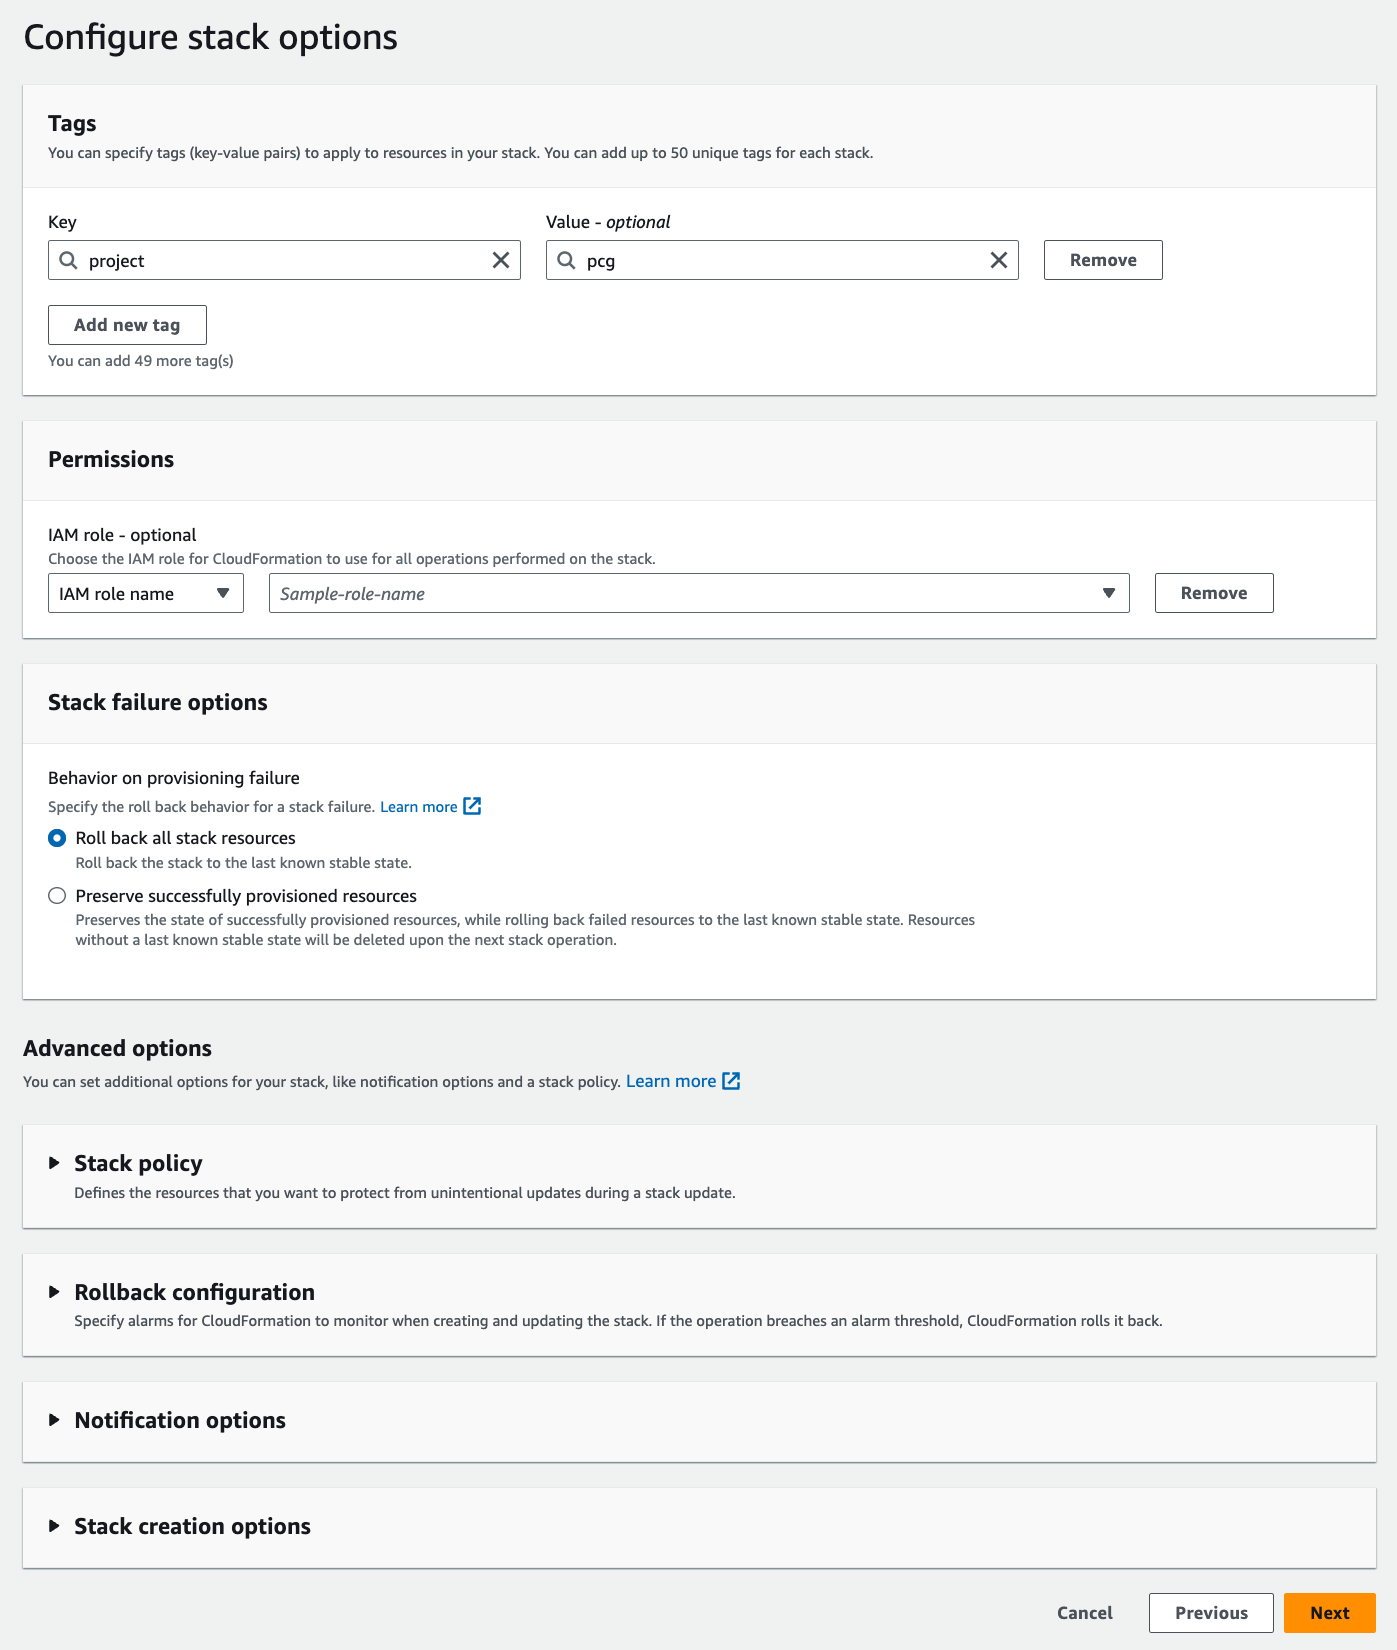 Configure stack options
Tags
You can specify tags (key-value pairs) to apply to resources in your stack. You can add up to 50 unique tags for each stack.
Key
Value - optional
project
pcg
Remove
Add new tag
You can add 49 more tag(s)
Permissions
IAM role - optional
Choose the IAM role for CloudFormation to use for all operations performed on the stack.
IAM role name
Sample-role-name
Remove
Stack failure options
Behavior on provisioning failure
Specify the roll back behavior for a stack failure. Learn more
Roll back all stack resources
Roll back the stack to the last known stable state.
Preserve successfully provisioned resources
Preserves the state of successfully provisioned resources, while rolling back failed resources to the last known stable state. Resources
without a last known stable state will be deleted upon the next stack operation.
Advanced options
You can set additional options for your stack, like notification options and a stack policy. Learn more
Stack policy
Defines the resources that you want to protect from unintentional updates during a stack update.
Rollback configuration
Specify alarms for CloudFormation to monitor when creating and updating the stack. If the operation breaches an alarm threshold, CloudFormation rolls it back.
Notification options
Stack creation options
Cancel
Previous
Next